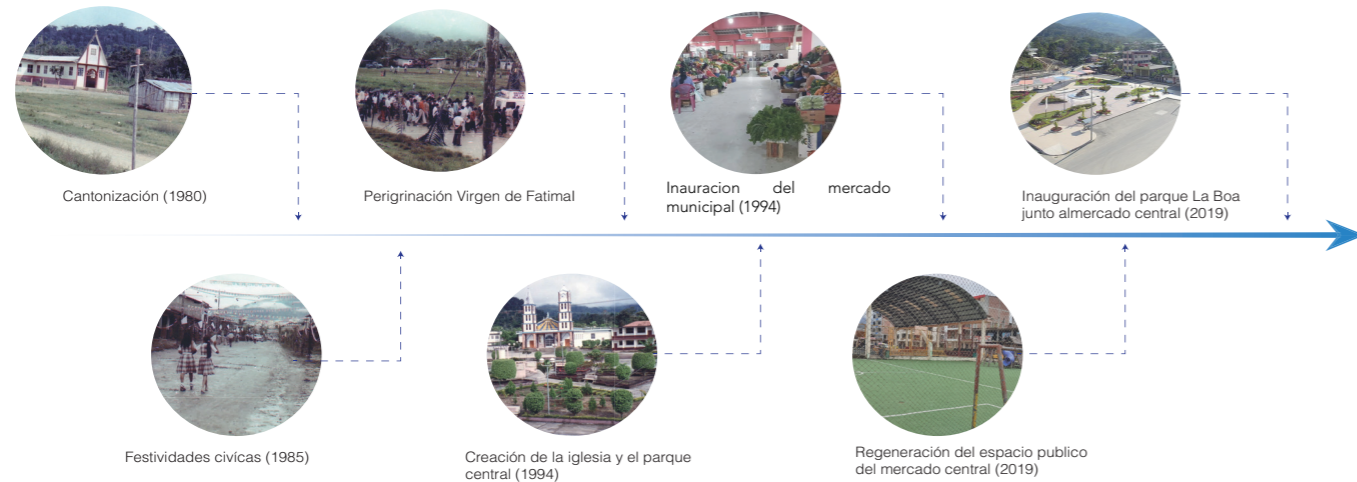 Cantonización (1980)
Perigrinación Virgen de Fatimal
Inauracion del mercado
municipal (1994)
Inauguración del parque La Boa
junto almercado central (2019)
Festividades civícas (1985)
Creación de la iglesia y el parque
central (1994)
Regeneración del espacio publico
del mercado central (2019)